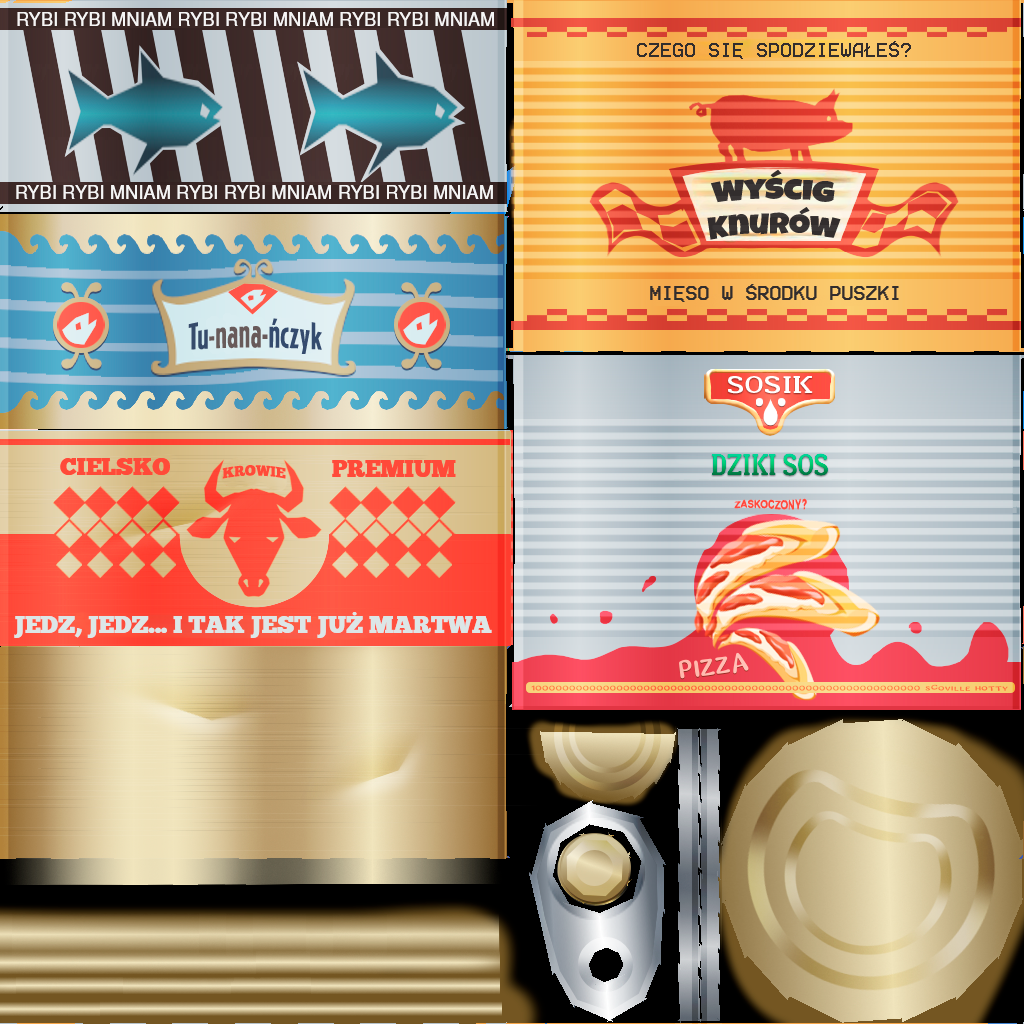 RYBI RYBI MNIAM RYBI RYBI MNIAM RYBI RYBI MNIAM
RYBI RYBI MNIAM RYBI RYBI MNIAM RYBI RYBI MNIAM
Tu-nana-ńczyk
CIELSKO
KROWIE
PREMIUM
JEDZ, JEDZ... I TAK JEST JUŻ MARTWA
CZEGO SIĘ SPODZIEWAŁEŚ?
WYŚCIG
KNURÓW
MIĘSO W ŚRODKU PUSZKI
SOSIK
DZIKI SOS
ZASKOCZONY?
PIZZA
SCOVILLE HOTTY